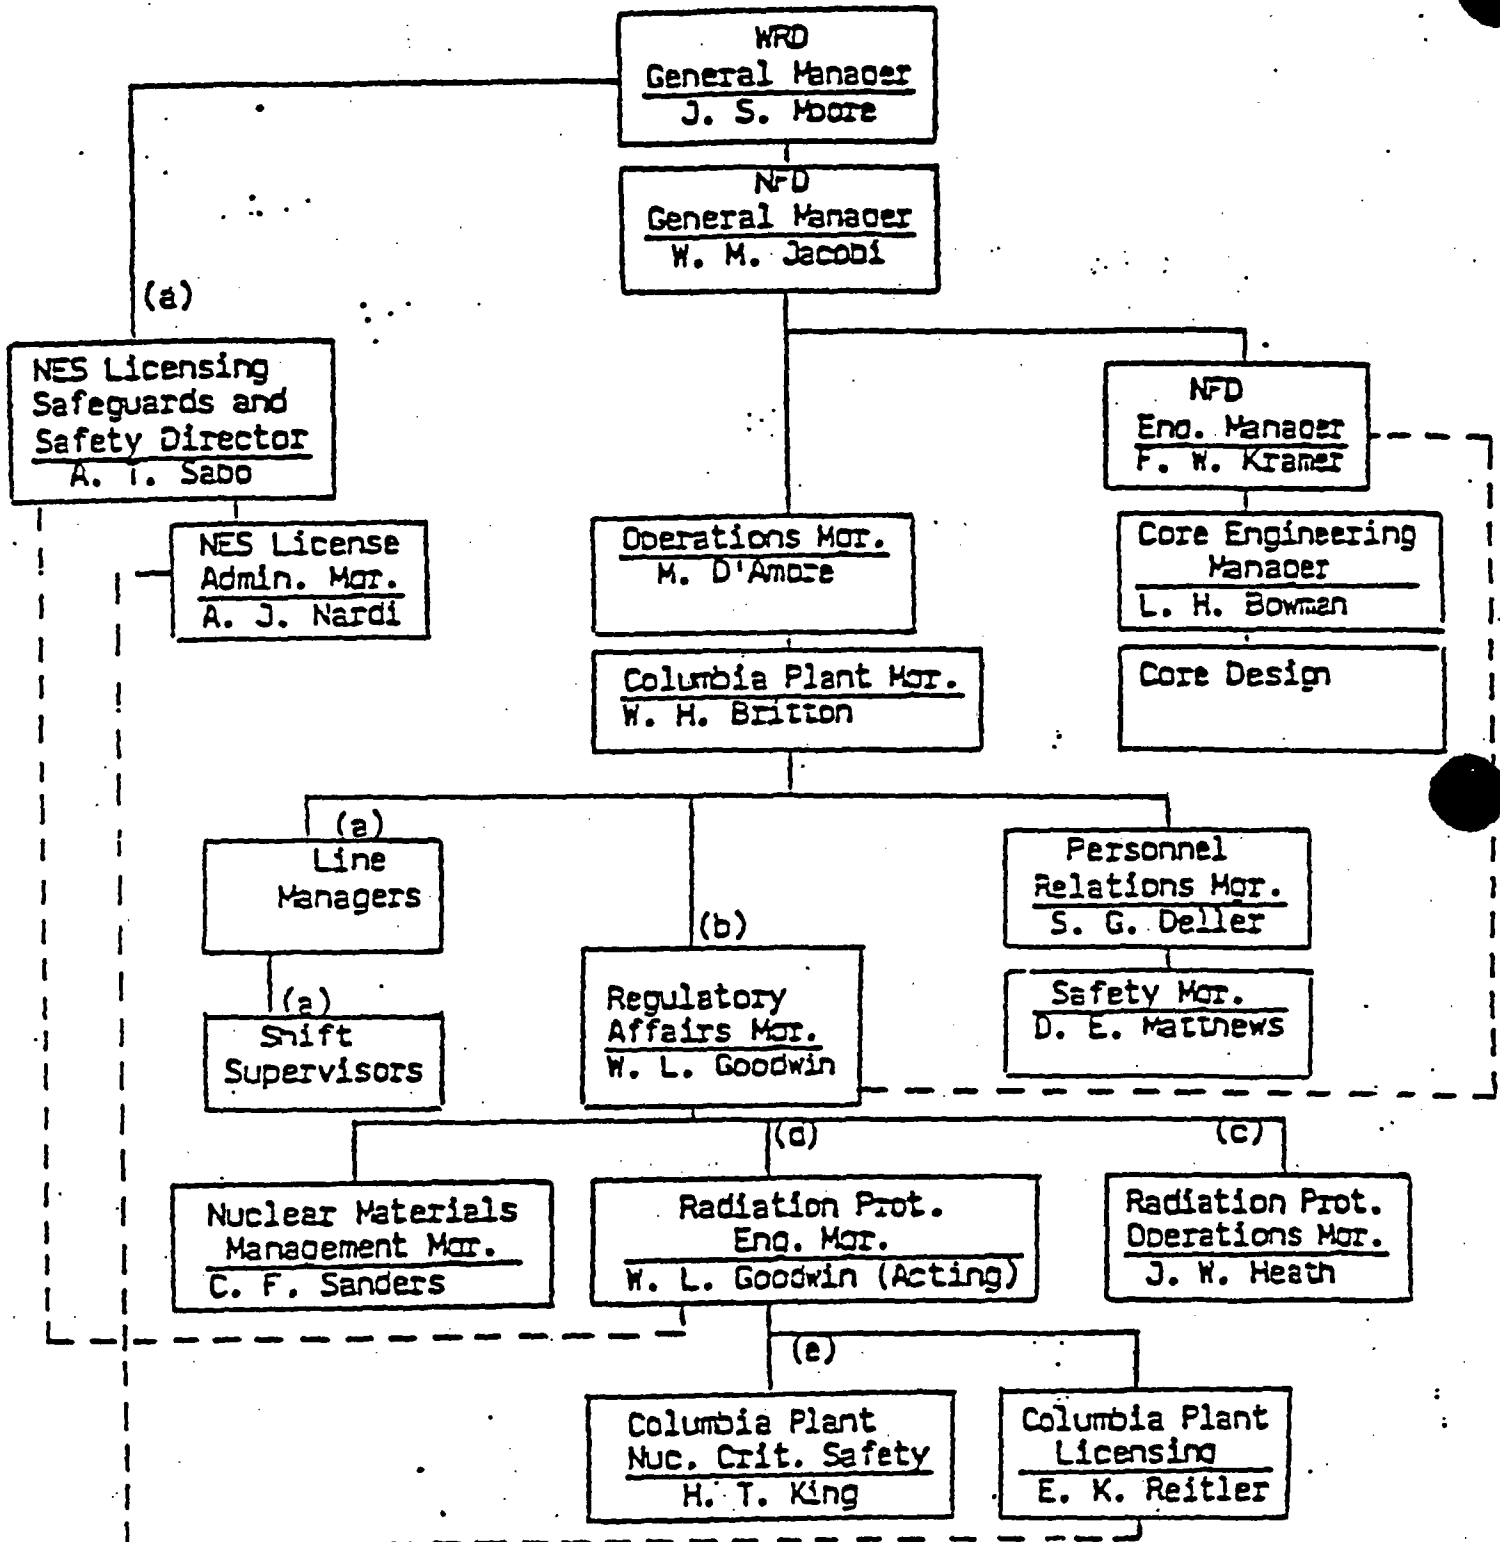 WRD
General Manager
J. S. Moore
NFD
General Manager
W. M. Jacobi
(a)
NES Licensing
Safeguards and
Safety Director
A. T. Sabo
NFD
Eng. Manager
F. W. Kramer
NES License
Admin. Mgr.
A. J. Nardi
Operations Mgr.
M. D'Amore
Core Engineering
Manager
L. H. Bowman
Columbia Plant Mgr.
W. H. Britton
Core Design
(a)
Line
Managers
Personnel
Relations Mgr.
S. G. Deller
(b)
Regulatory
Affairs Mgr.
W. L. Goodwin
(a)
Shift
Supervisors
Safety Mgr.
D. E. Matthews
(d)
(c)
Nuclear Materials
Management Mgr.
C. F. Sanders
Radiation Prot.
Eng. Mgr.
W. L. Goodwin (Acting)
Radiation Prot.
Operations Mgr.
J. W. Heath
(e)
Columbia Plant
Nuc. Crit. Safety
H. T. King
Columbia Plant
Licensing
E. K. Reitler